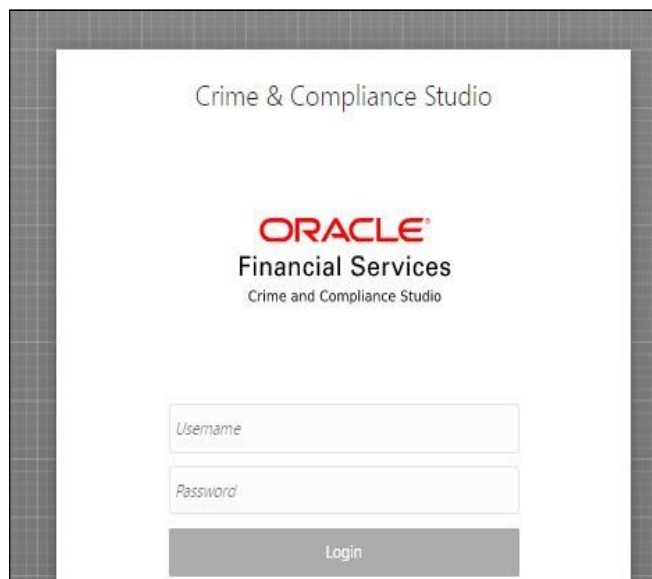 Crime & Compliance Studio
ORACLE®
Financial Services
Crime and Compliance Studio
Username
Password
Login